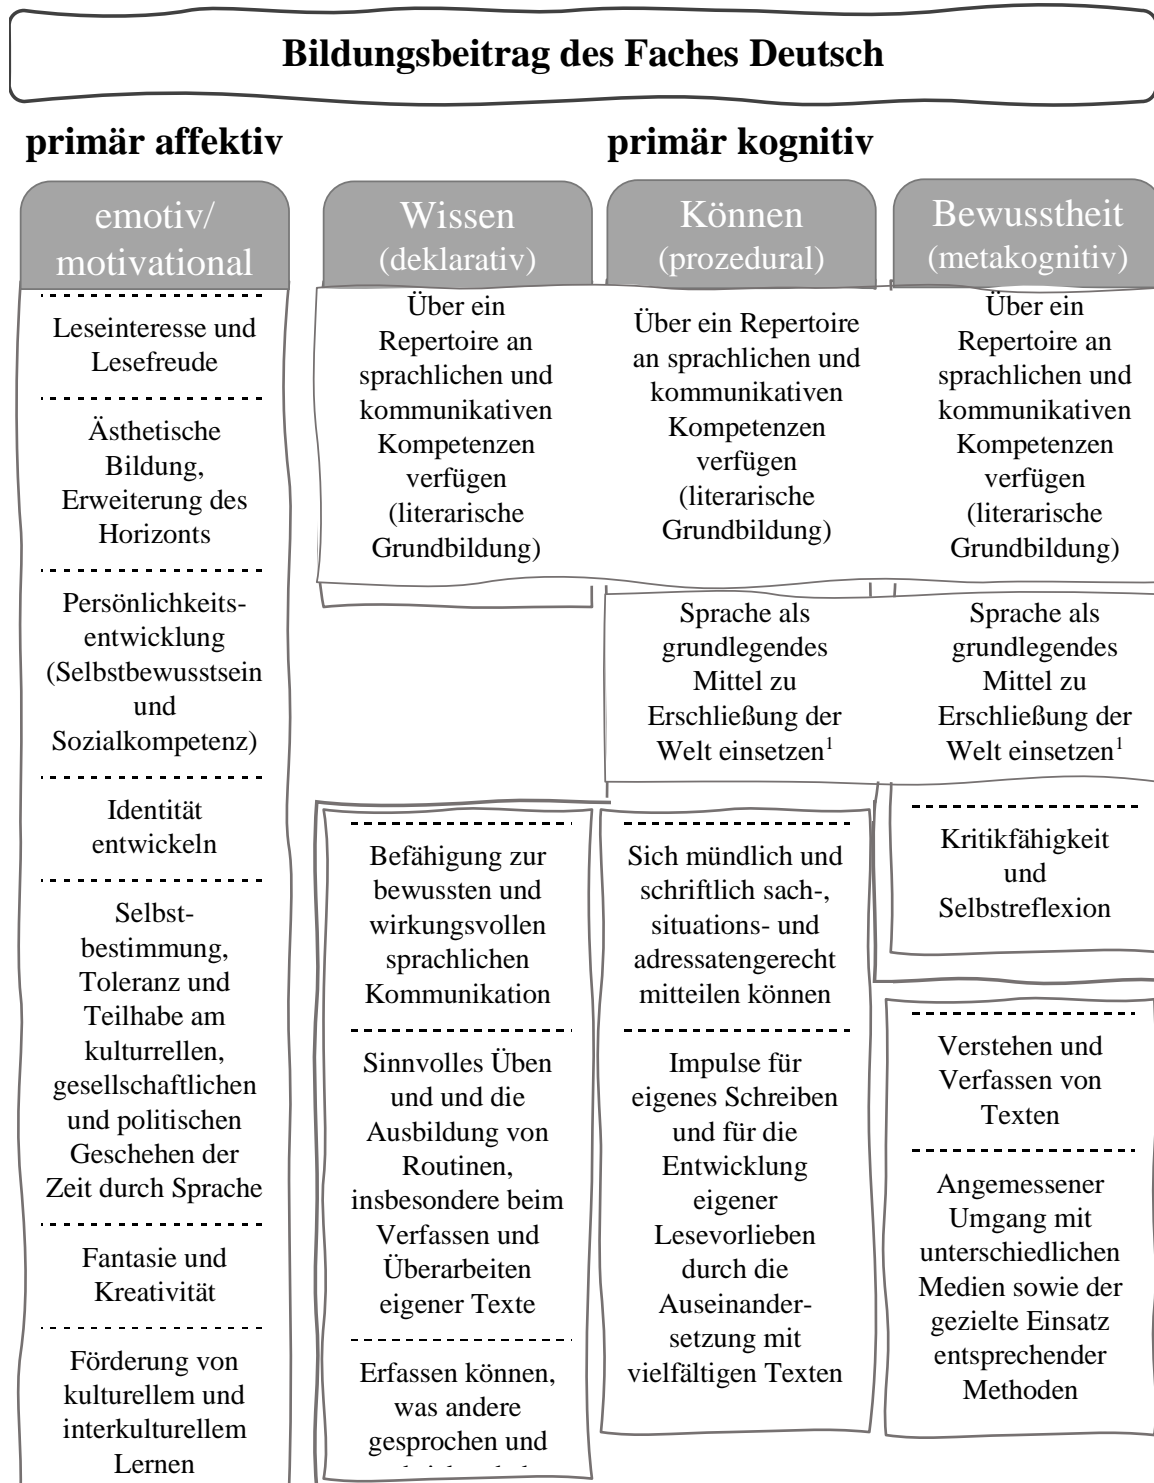 Bildungsbeitrag des Faches Deutsch
primär affektiv
primär kognitiv
emotiv/
motivational
Leseinteresse und
Lesefreude
Ästhetische
Bildung,
Erweiterung des
Horizonts
Persönlichkeits-
entwicklung
(Selbstbewusstsein
und
Sozialkompetenz)
Identität
entwickeln
Selbst-
bestimmung,
Toleranz und
Teilhabe am
kulturrellen,
gesellschaftlichen
und politischen
Geschehen der
Zeit durch Sprache
Fantasie und
Kreativität
Förderung von
kulturellem und
interkulturellem
Lernen
Wissen
(deklarativ)
Über ein
Repertoire an
sprachlichen und
kommunikativen
Kompetenzen
verfügen
(literarische
Grundbildung)
Befähigung zur
bewussten und
wirkungsvollen
sprachlichen
Kommunikation
Sinnvolles Üben
und und die
Ausbildung von
Routinen,
insbesondere beim
Verfassen und
Überarbeiten
eigener Texte
Erfassen können,
was andere
gesprochen und
Können
(prozedural)
Über ein Repertoire
an sprachlichen und
kommunikativen
Kompetenzen
verfügen
(literarische
Grundbildung)
Sprache als
grundlegendes
Mittel zu
Erschließung der
Welt einsetzen¹
Sich mündlich und
schriftlich sach-,
situations- und
adressatengerecht
mitteilen können
Impulse für
eigenes Schreiben
und für die
Entwicklung
eigener
Lesevorlieben
durch die
Auseinander-
setzung mit
vielfältigen Texten
Bewusstheit
(metakognitiv)
Über ein
Repertoire an
sprachlichen und
kommunikativen
Kompetenzen
verfügen
(literarische
Grundbildung)
Sprache als
grundlegendes
Mittel zu
Erschließung der
Welt einsetzen¹
Kritikfähigkeit
und
Selbstreflexion
Verstehen und
Verfassen von
Texten
Angemessener
Umgang mit
unterschiedlichen
Medien sowie der
gezielte Einsatz
entsprechender
Methoden